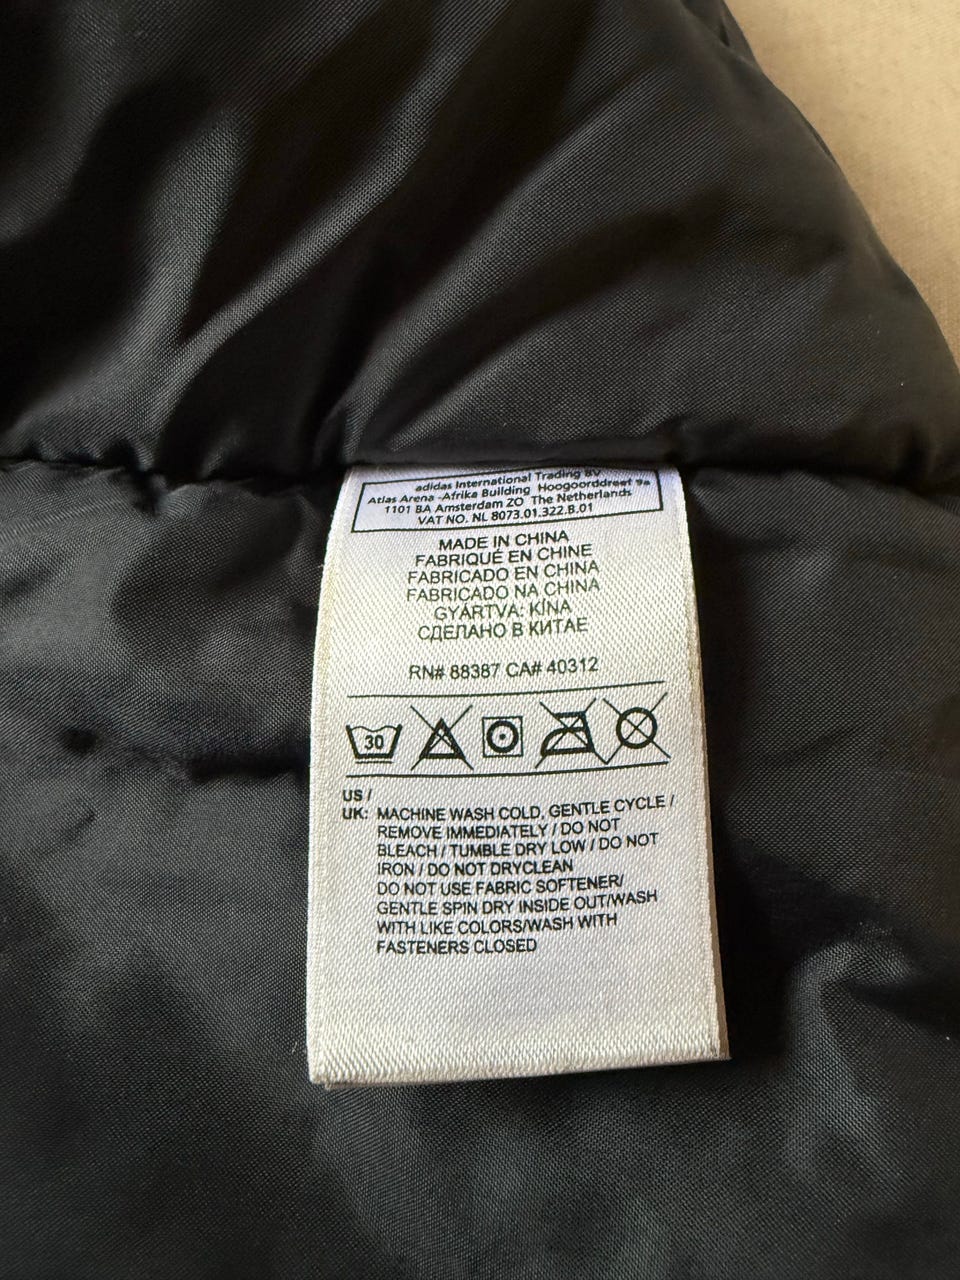 adidas International Trading BV
Atlas Arena -Afrika Building Hoogoorddreef 9a
1101 BA Amsterdam ZO The Netherlands
VAT NO. NL 8073.01.322.B.01
MADE IN CHINA
FABRIQUÉ EN CHINE
FABRICADO EN CHINA
FABRICADO NA CHINA
GYÁRTVA: KÍNA
СДЕЛАНО В КИТАЕ
RN# 88387 CA# 40312
30
US /
UK: MACHINE WASH COLD, GENTLE CYCLE /
REMOVE IMMEDIATELY / DO NOT
BLEACH / TUMBLE DRY LOW / DO NOT
IRON / DO NOT DRYCLEAN
DO NOT USE FABRIC SOFTENER/
GENTLE SPIN DRY INSIDE OUT/WASH
WITH LIKE COLORS/WASH WITH
FASTENERS CLOSED